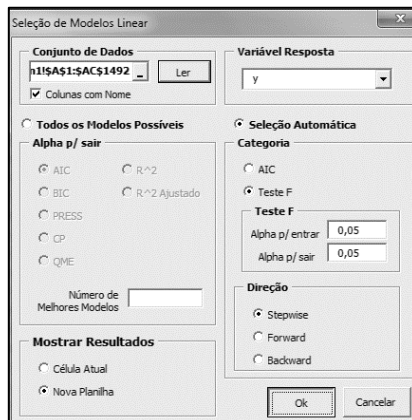 Seleção de Modelos Linear
x
Conjunto de Dados
n1!$A$1:$AC$1492 _
Ler
Colunas com Nome
Variável Resposta
y
Todos os Modelos Possíveis
Alpha p/ sair
AIC
R^2
BIC
R^2 Ajustado
PRESS
CP
QME
Número de
Melhores Modelos
Mostrar Resultados
Célula Atual
Nova Planilha
Seleção Automática
Categoria
AIC
Teste F
Teste F
Alpha p/ entrar 0,05
Alpha p/ sair 0,05
Direção
Stepwise
Forward
Backward
Ok
Cancelar